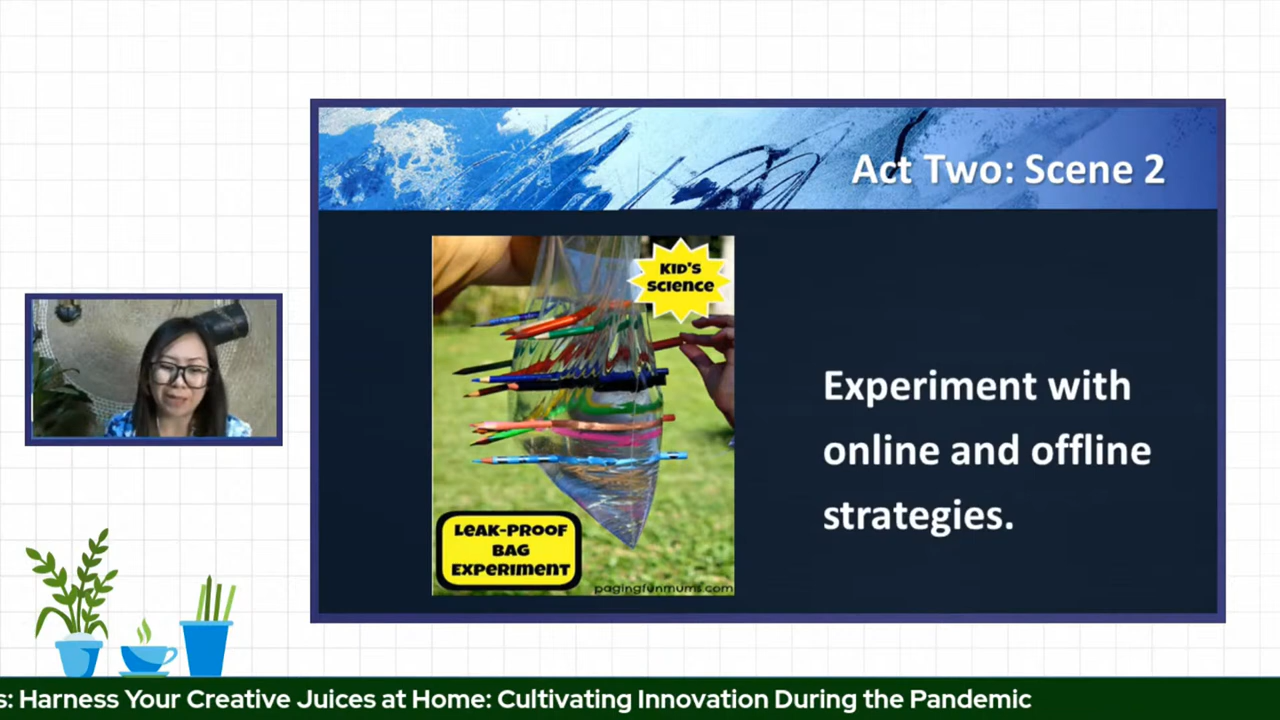 Act Two: Scene 2
KID'S
SCIENCE
Experiment with
online and offline
strategies.
LEAK-PROOF
BAG
EXPERIMENT
pagingfunmums.com
s: Harness Your Creative Juices at Home: Cultivating Innovation During the Pandemic